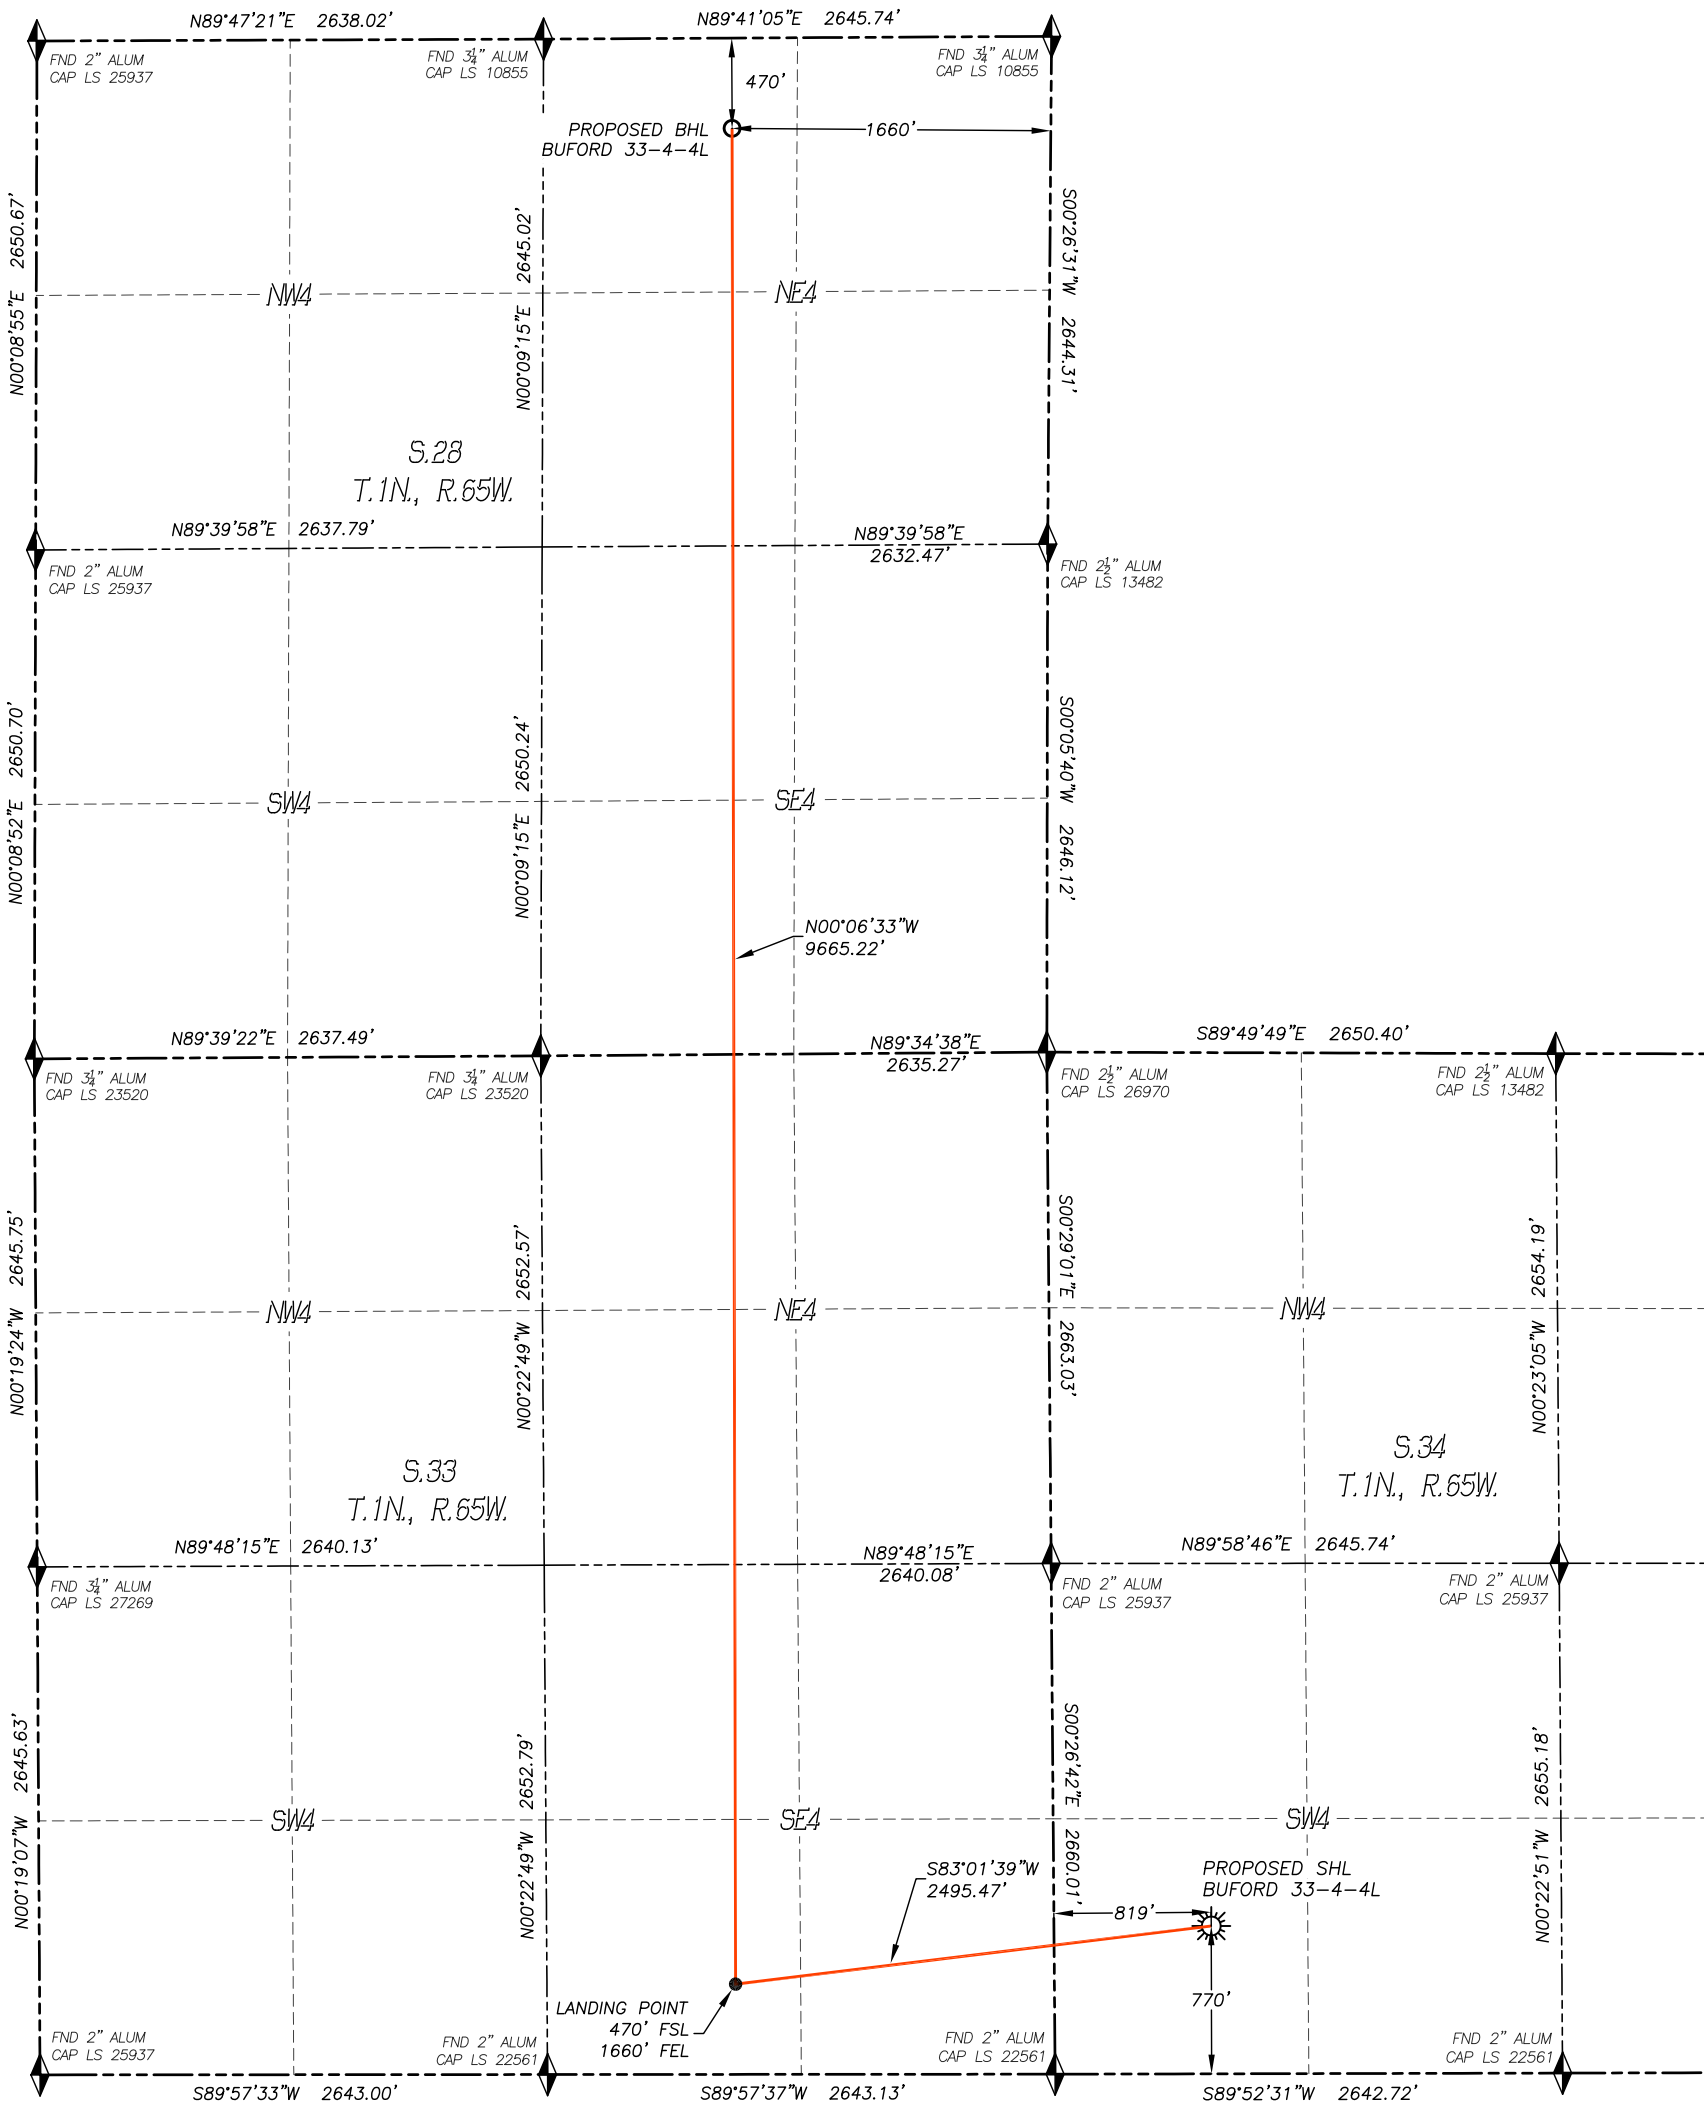 N89°47'21"E 2638.02'
N89°41'05"E 2645.74'
FND 2" ALUM
CAP LS 25937
FND 3¼" ALUM
CAP LS 10855
FND 3¼" ALUM
CAP LS 10855
470'
PROPOSED BHL
BUFORD 33-4-4L
1660'
N00°08'55"E 2650.67'
N00°09'15"E 2645.02'
S00°26'31"W 2644.31'
NW4
NE4
S.28
T.1N., R.65W.
N89°39'58"E 2637.79'
N89°39'58"E
2632.47'
FND 2" ALUM
CAP LS 25937
FND 2½" ALUM
CAP LS 13482
N00°08'52"E 2650.70'
N00°09'15"E 2650.24'
S00°05'40"W 2646.12'
SW4
SE4
N00°06'33"W
9665.22'
N89°39'22"E 2637.49'
N89°34'38"E
2635.27'
S89°49'49"E 2650.40'
FND 3¼" ALUM
CAP LS 23520
FND 3¼" ALUM
CAP LS 23520
FND 2½" ALUM
CAP LS 26970
FND 2½" ALUM
CAP LS 13482
N00°19'24"W 2645.75'
N00°22'49"W 2652.57'
S00°29'01"E 2663.03'
N00°23'05"W 2654.19'
NW4
NE4
NW4
S.33
T.1N., R.65W.
S.34
T.1N., R.65W.
N89°48'15"E 2640.13'
N89°48'15"E
2640.08'
N89°58'46"E 2645.74'
FND 3¼" ALUM
CAP LS 27269
FND 2" ALUM
CAP LS 25937
FND 2" ALUM
CAP LS 25937
N00°19'07"W 2645.63'
N00°22'49"W 2652.79'
S00°26'42"E 2660.01'
N00°22'51"W 2655.18'
SW4
SE4
SW4
S83°01'39"W
2495.47'
PROPOSED SHL
BUFORD 33-4-4L
819'
770'
LANDING POINT
470' FSL
1660' FEL
FND 2" ALUM
CAP LS 25937
FND 2" ALUM
CAP LS 22561
FND 2" ALUM
CAP LS 22561
FND 2" ALUM
CAP LS 22561
S89°57'33"W 2643.00'
S89°57'37"W 2643.13'
S89°52'31"W 2642.72'